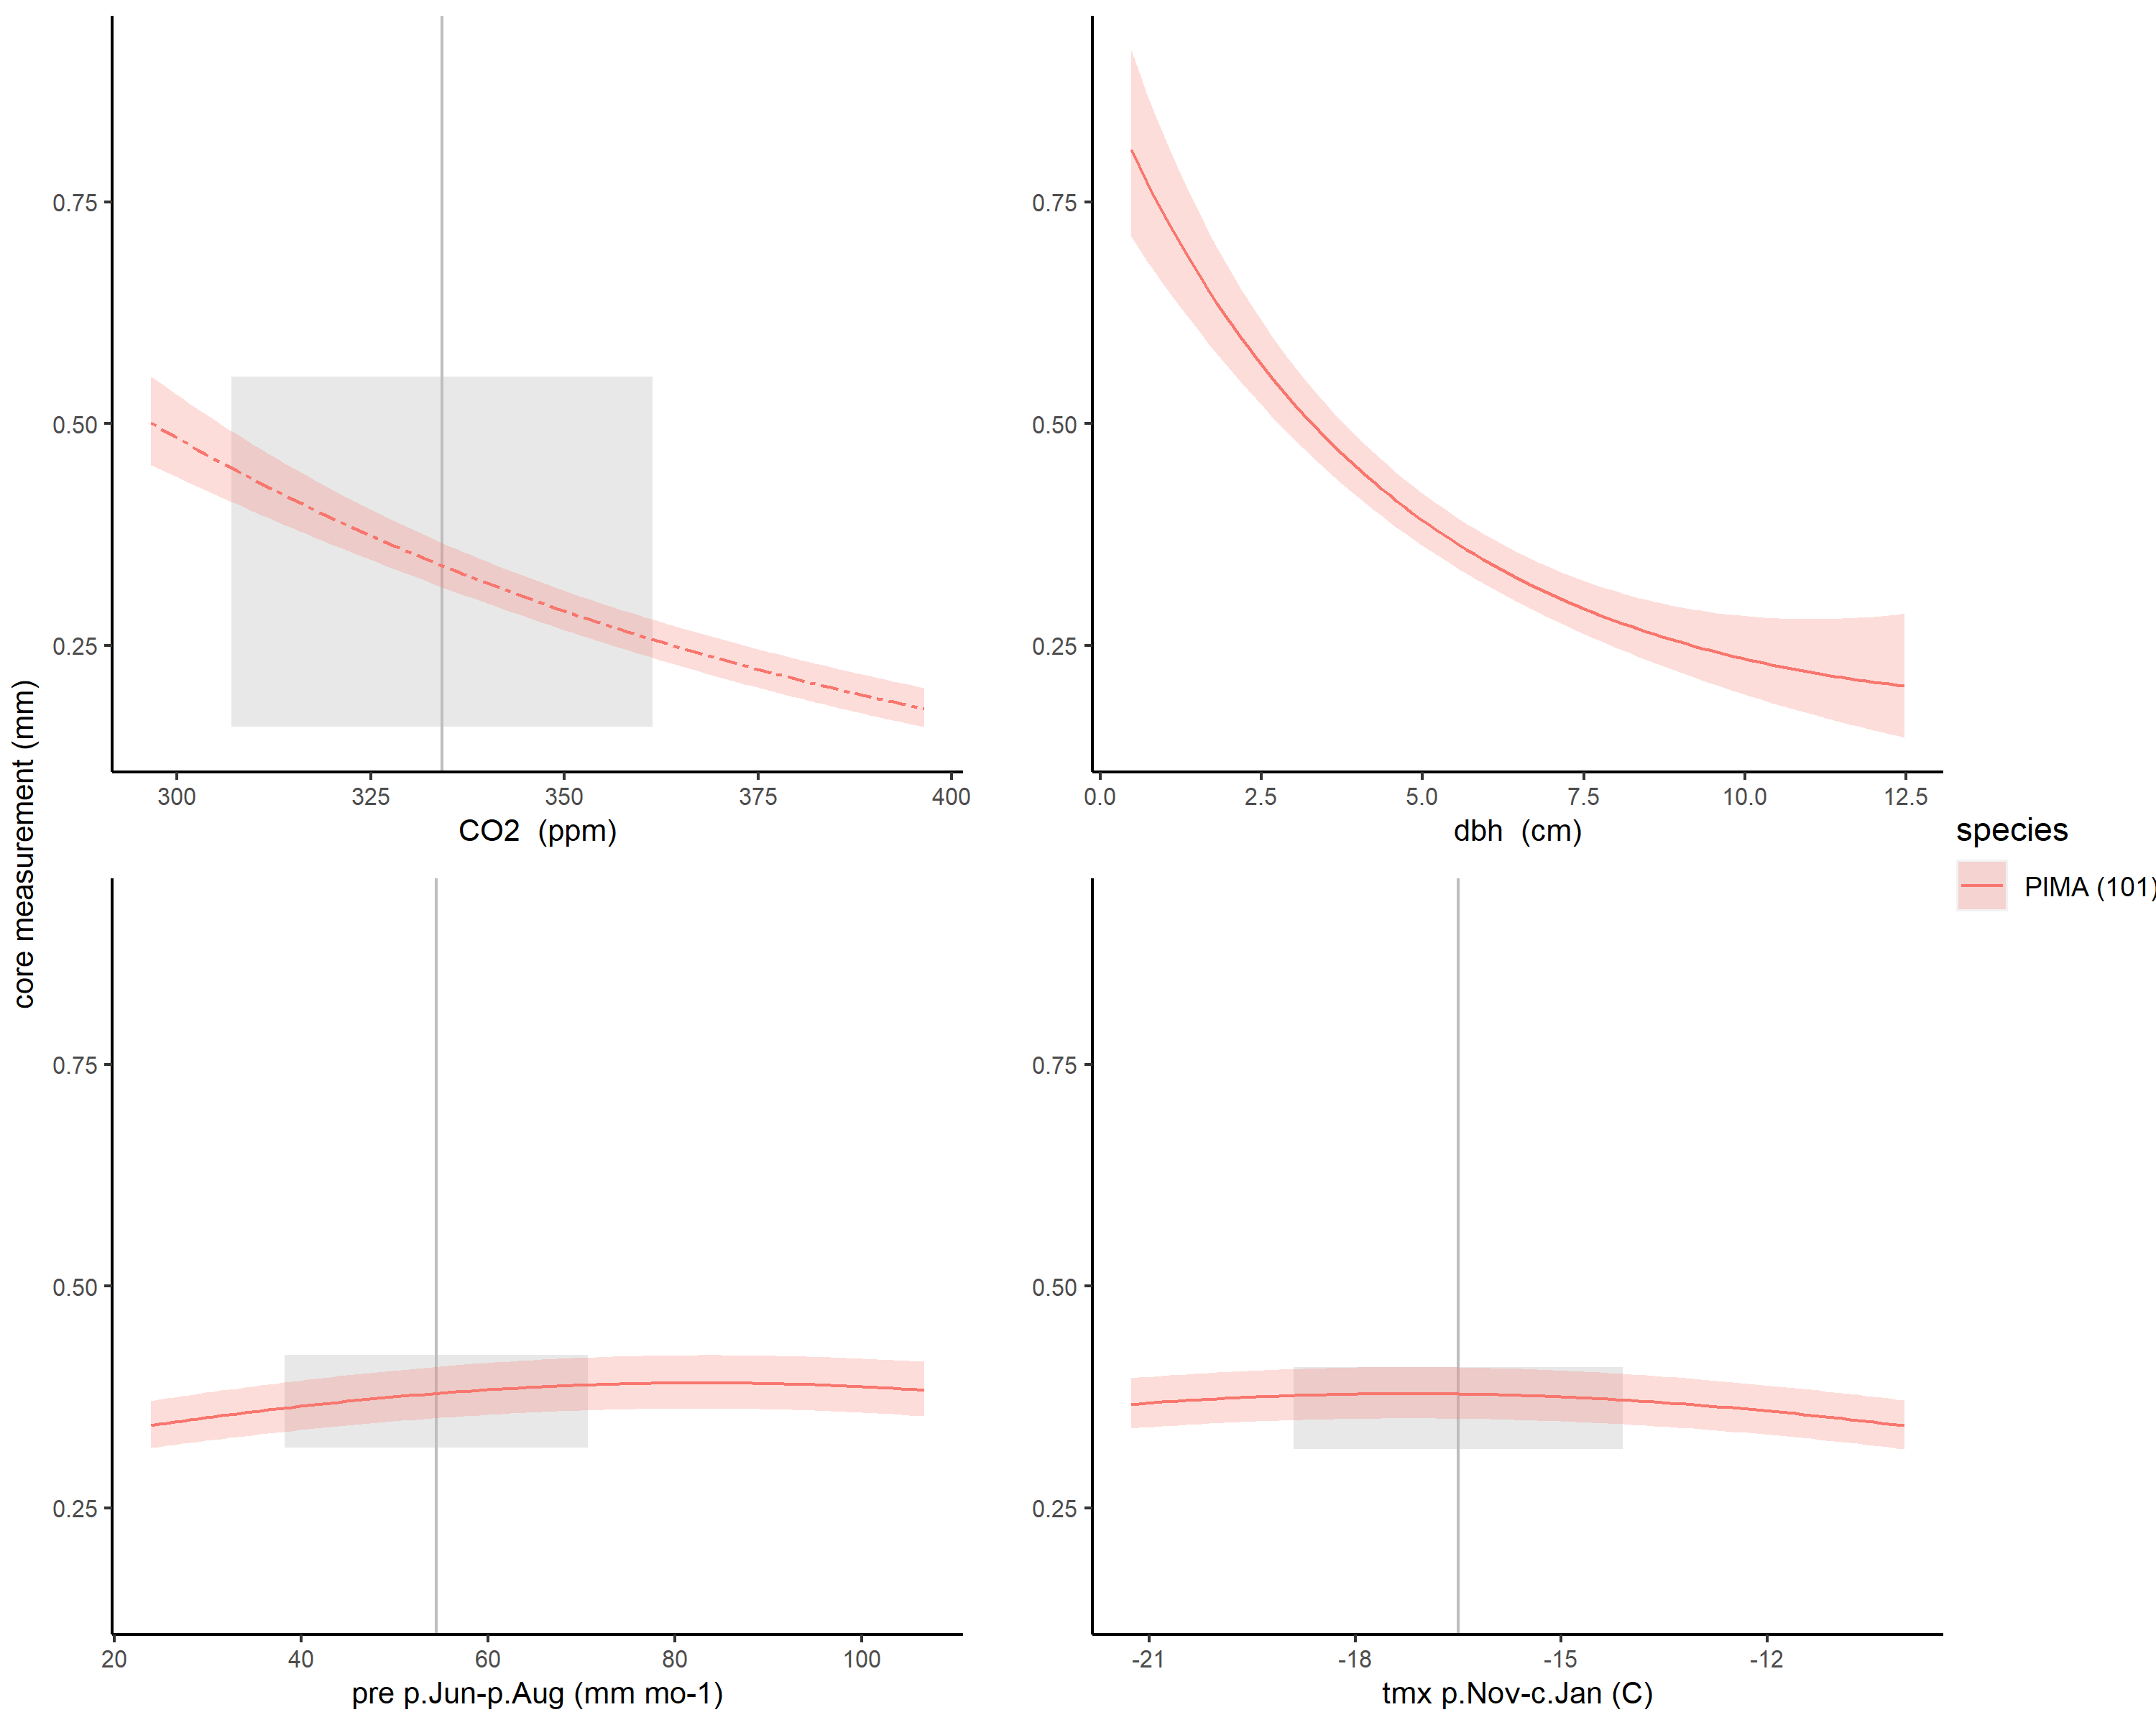 core measurement (mm)
0.75
0.50
0.25
300 325 350 375 400
CO2 (ppm)
0.75
0.50
0.25
0.0 2.5 5.0 7.5 10.0 12.5
dbh (cm)
0.75
0.50
0.25
20 40 60 80 100
pre p.Jun-p.Aug (mm mo-1)
0.75
0.50
0.25
-21 -18 -15 -12
tmx p.Nov-c.Jan (C)
species
PIMA (101)